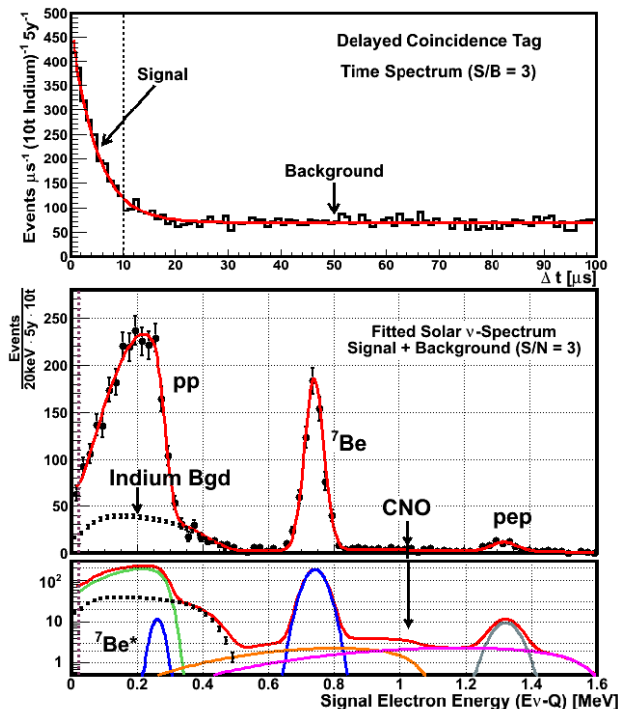 500
450
400
350
300
250
200
150
100
50
0
Events μs⁻¹ (10t Indium)⁻¹ 5y⁻¹
Delayed Coincidence Tag
Time Spectrum (S/B = 3)
Signal
Background
0 10 20 30 40 50 60 70 80 90 100
Δ t [μs]
Events
20keV · 5y · 10t
250
200
150
100
50
0
Fitted Solar ν-Spectrum
Signal + Background (S/N = 3)
pp
⁷Be
Indium Bgd
CNO
pep
10²
10
1
⁷Be*
0 0.2 0.4 0.6 0.8 1 1.2 1.4 1.6
Signal Electron Energy (Eν-Q) [MeV]